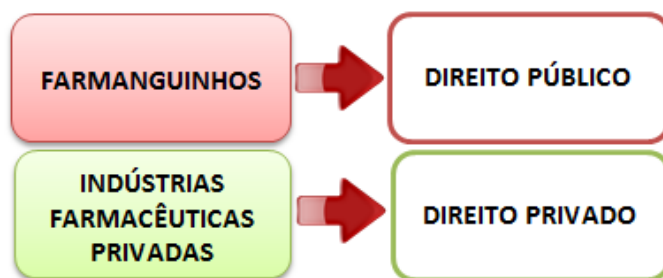 FARMANGUINHOS
DIREITO PÚBLICO
INDÚSTRIAS
FARMACÊUTICAS
PRIVADAS
DIREITO PRIVADO